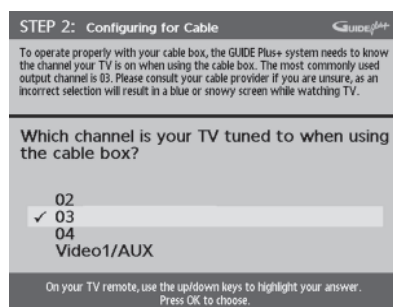 STEP 2: Configuring for Cable
GUIDE Plus+
To operate properly with your cable box, the GUIDE Plus+ system needs to know
the channel your TV is on when using the cable box. The most commonly used
output channel is 03. Please consult your cable provider if you are unsure, as an
incorrect selection will result in a blue or snowy screen while watching TV.
Which channel is your TV tuned to when using
the cable box?
02
✓ 03
04
Video1/AUX
On your TV remote, use the up/down keys to highlight your answer.
Press OK to choose.